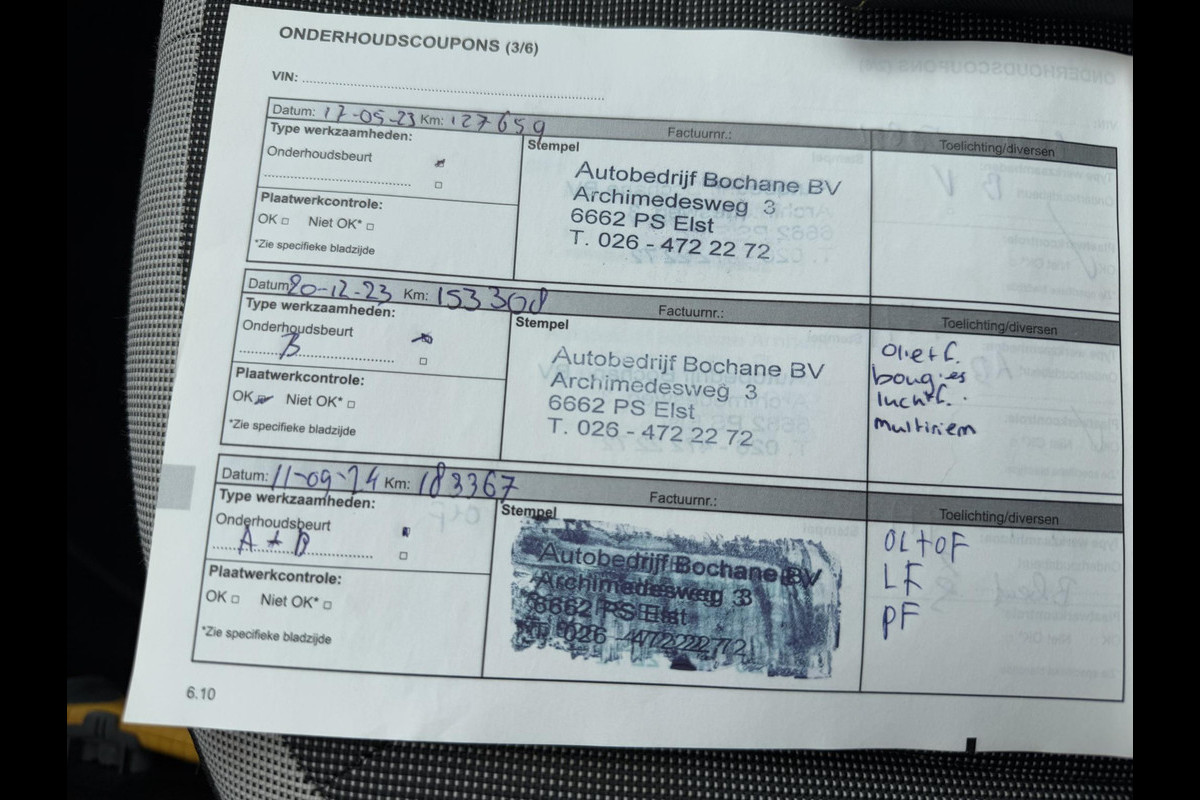 ONDERHOUDSCOUPONS (3/6)
VIN:
Datum: 17-05-23 Km: 127659 Factuurnr.: Toelichting/diversen
Type werkzaamheden:
Onderhoudsbeurt
Plaatwerkcontrole:
OK Niet OK*
*Zie specifieke bladzijde
Stempel
Autobedrijf Bochane BV
Archimedesweg 3
6662 PS Elst
T. 026 - 472 22 72
Datum 20-12-23 Km: 153308 Factuurnr.: Toelichting/diversen
Type werkzaamheden:
Onderhoudsbeurt
B
Plaatwerkcontrole:
OK Niet OK*
*Zie specifieke bladzijde
Stempel
Autobedrijf Bochane BV
Archimedesweg 3
6662 PS Elst
T. 026 - 472 22 72
Olie+f.
bougies
luchtf.
multiriem
Datum: 11-09-24 Km: 183367 Factuurnr.: Toelichting/diversen
Type werkzaamheden:
Onderhoudsbeurt
A + B
Plaatwerkcontrole:
OK Niet OK*
*Zie specifieke bladzijde
Stempel
Autobedrijf Bochane BV
Archimedesweg 3
6662 PS Elst
T. 026
OL+OF
LF
PF
6.10